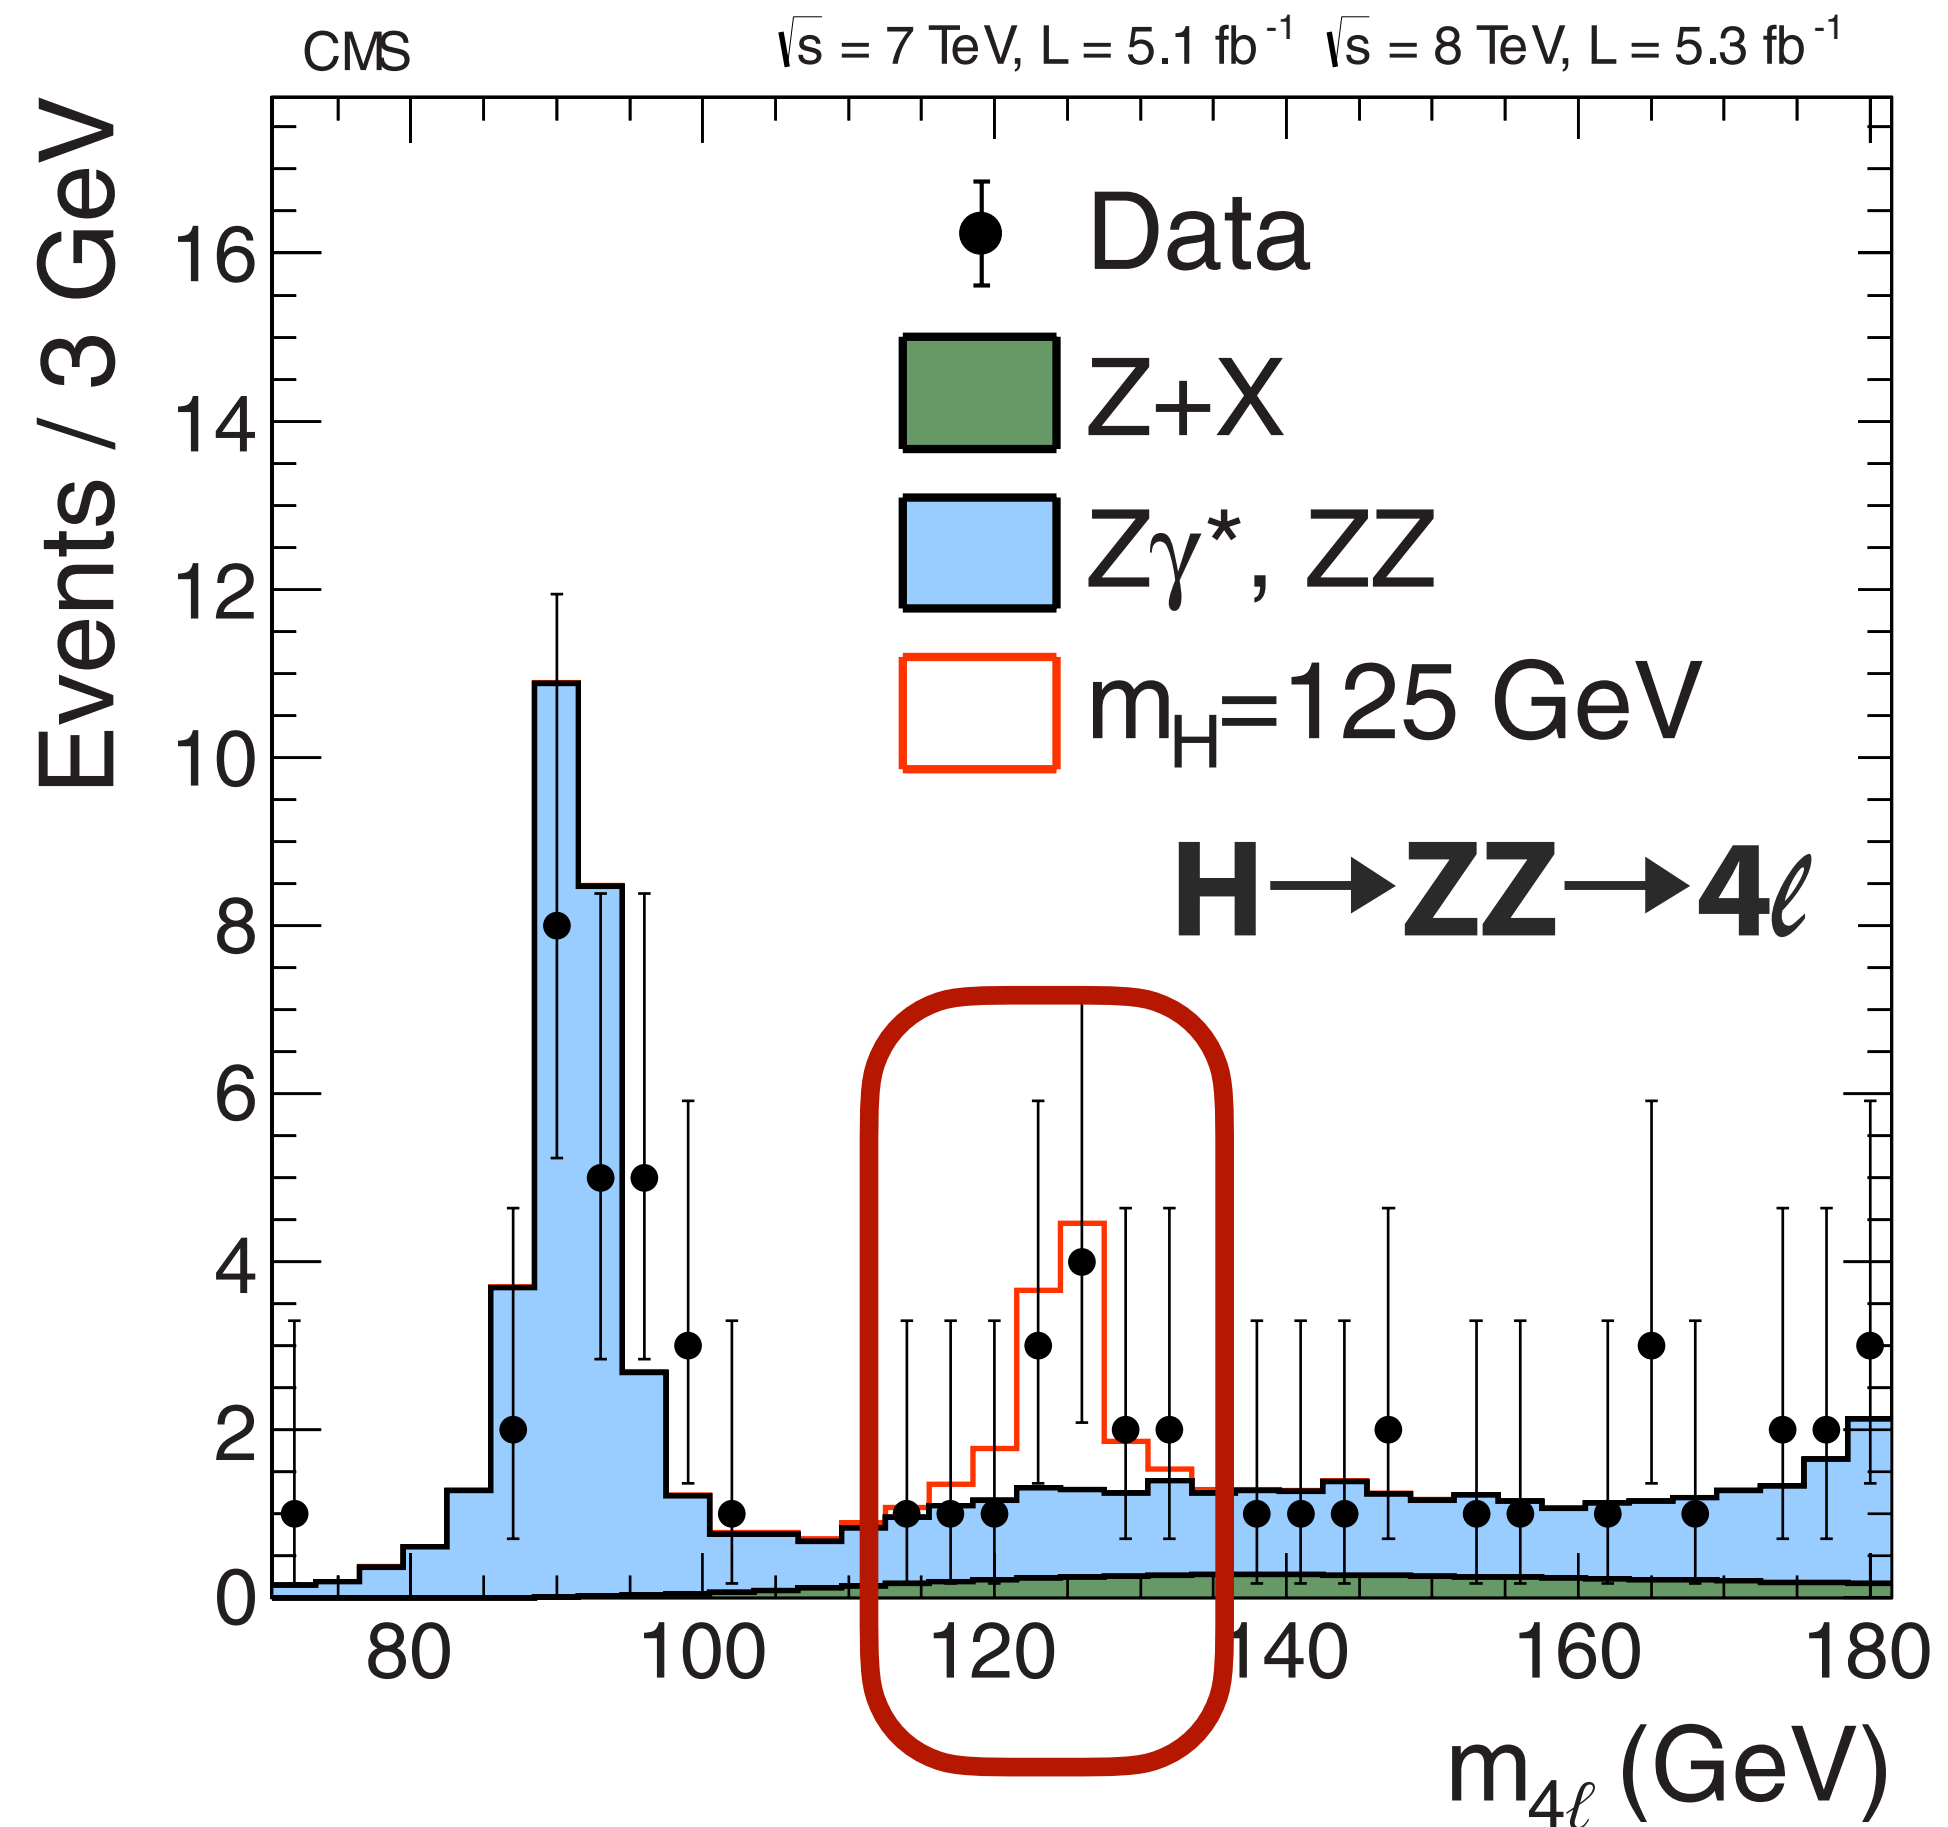 CMS √s = 7 TeV, L = 5.1 fb⁻¹ √s = 8 TeV, L = 5.3 fb⁻¹
Events / 3 GeV
16
14
12
10
8
6
4
2
0
Data
Z+X
Zγ*, ZZ
m_H=125 GeV
H→ZZ→4ℓ
80 100 120 140 160 180
m_4ℓ (GeV)